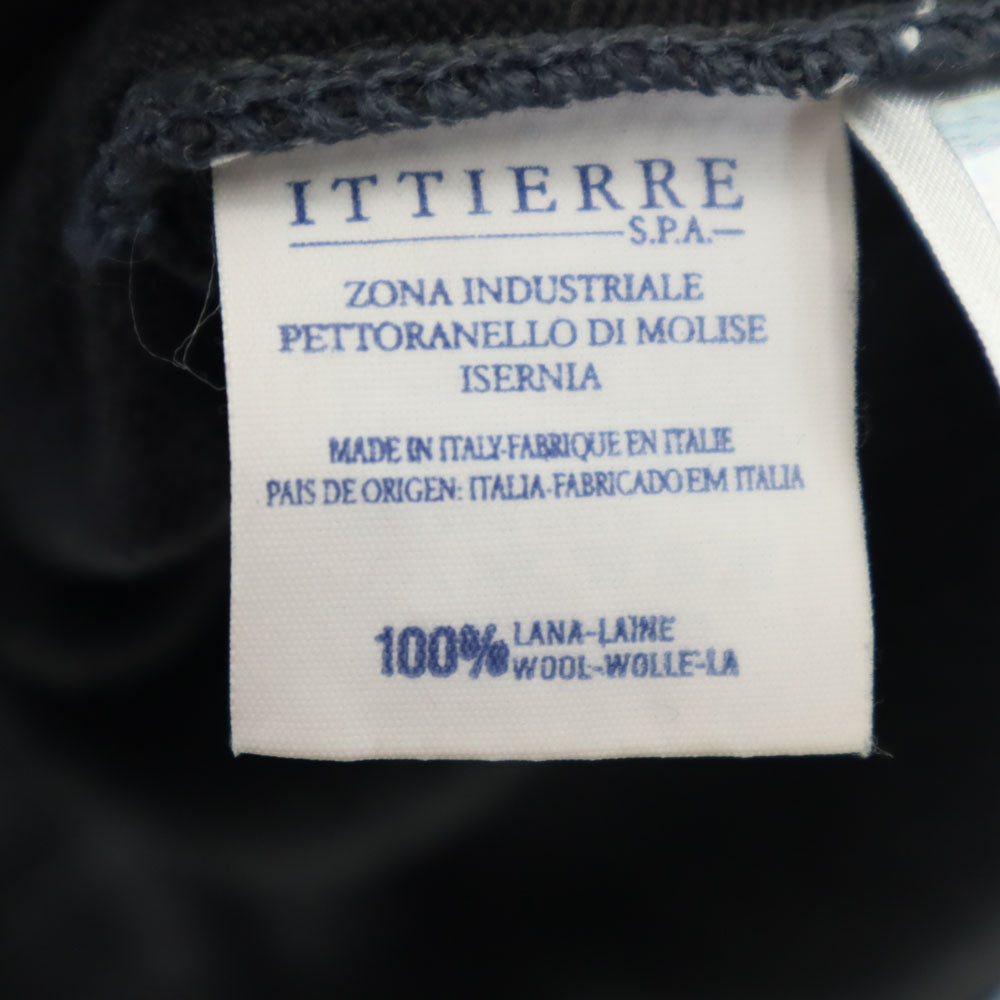 ITTIERRE
S.P.A.
ZONA INDUSTRIALE
PETTORANELLO DI MOLISE
ISERNIA
MADE IN ITALY-FABRIQUE EN ITALIE
PAIS DE ORIGEN: ITALIA-FABRICADO EM ITALIA
100% LANA-LAINE
WOOL-WOLLE-LA